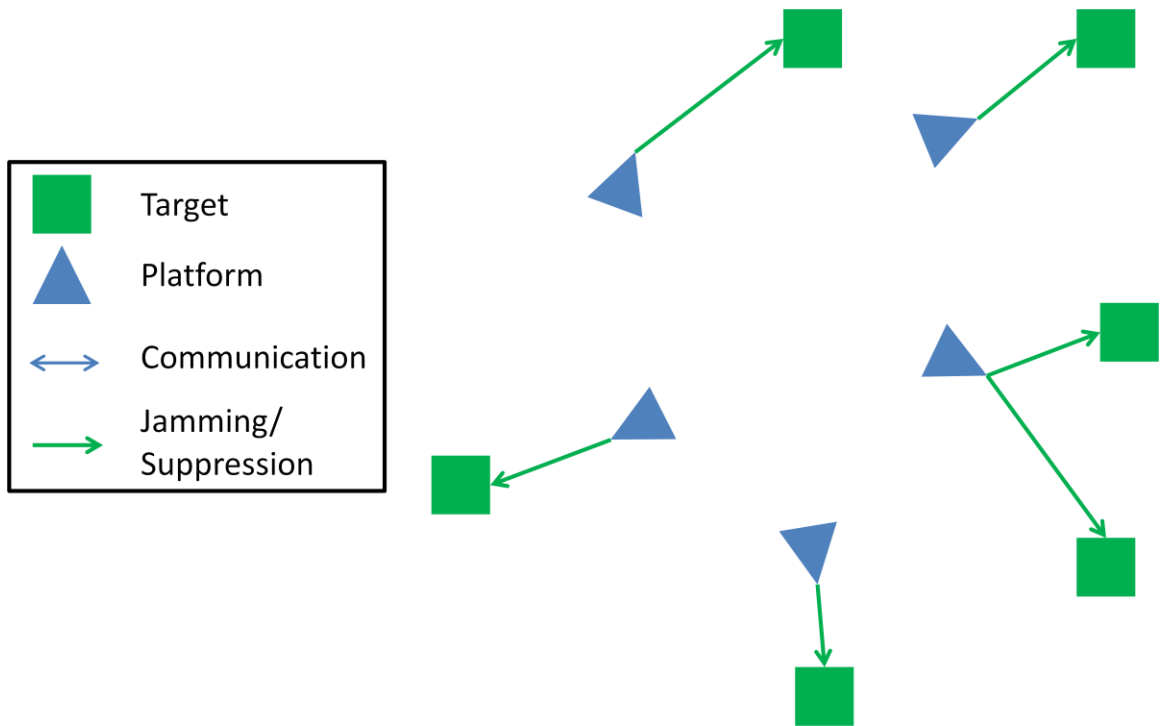 Target
Platform
Communication
Jamming/
Suppression